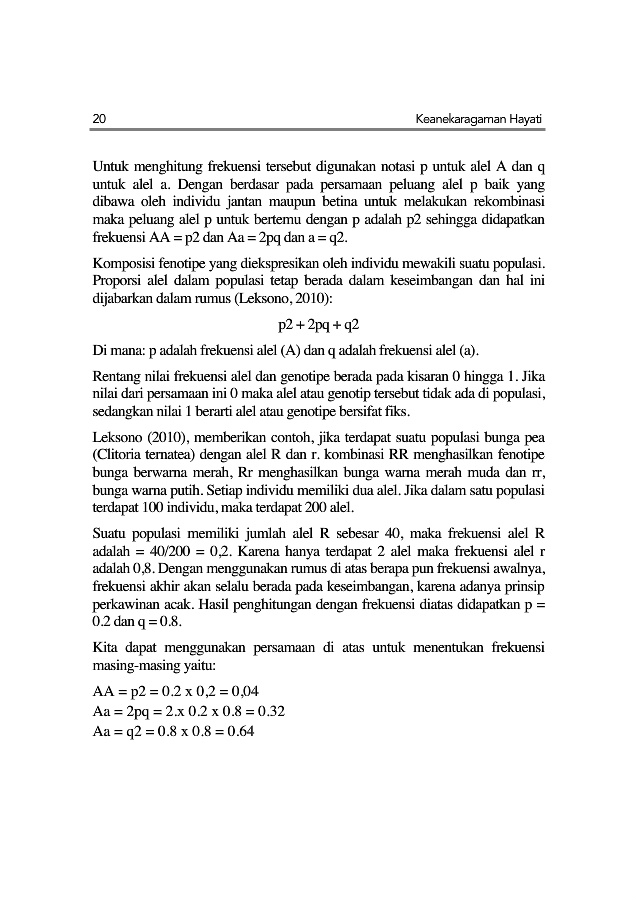 20 Keanekaragaman Hayati
Untuk menghitung frekuensi tersebut digunakan notasi p untuk alel A dan q
untuk alel a. Dengan berdasar pada persamaan peluang alel p baik yang
dibawa oleh individu jantan maupun betina untuk melakukan rekombinasi
maka peluang alel p untuk bertemu dengan p adalah p2 sehingga didapatkan
frekuensi AA = p2 dan Aa = 2pq dan a = q2.
Komposisi fenotipe yang diekspresikan oleh individu mewakili suatu populasi.
Proporsi alel dalam populasi tetap berada dalam keseimbangan dan hal ini
dijabarkan dalam rumus (Leksono, 2010):
p2 + 2pq + q2
Di mana: p adalah frekuensi alel (A) dan q adalah frekuensi alel (a).
Rentang nilai frekuensi alel dan genotipe berada pada kisaran 0 hingga 1. Jika
nilai dari persamaan ini 0 maka alel atau genotip tersebut tidak ada di populasi,
sedangkan nilai 1 berarti alel atau genotipe bersifat fiks.
Leksono (2010), memberikan contoh, jika terdapat suatu populasi bunga pea
(Clitoria ternatea) dengan alel R dan r. kombinasi RR menghasilkan fenotipe
bunga berwarna merah, Rr menghasilkan bunga warna merah muda dan rr,
bunga warna putih. Setiap individu memiliki dua alel. Jika dalam satu populasi
terdapat 100 individu, maka terdapat 200 alel.
Suatu populasi memiliki jumlah alel R sebesar 40, maka frekuensi alel R
adalah = 40/200 = 0,2. Karena hanya terdapat 2 alel maka frekuensi alel r
adalah 0,8. Dengan menggunakan rumus di atas berapa pun frekuensi awalnya,
frekuensi akhir akan selalu berada pada keseimbangan, karena adanya prinsip
perkawinan acak. Hasil penghitungan dengan frekuensi diatas didapatkan p =
0.2 dan q = 0.8.
Kita dapat menggunakan persamaan di atas untuk menentukan frekuensi
masing-masing yaitu:
AA = p2 = 0.2 x 0,2 = 0,04
Aa = 2pq = 2.x 0.2 x 0.8 = 0.32
Aa = q2 = 0.8 x 0.8 = 0.64